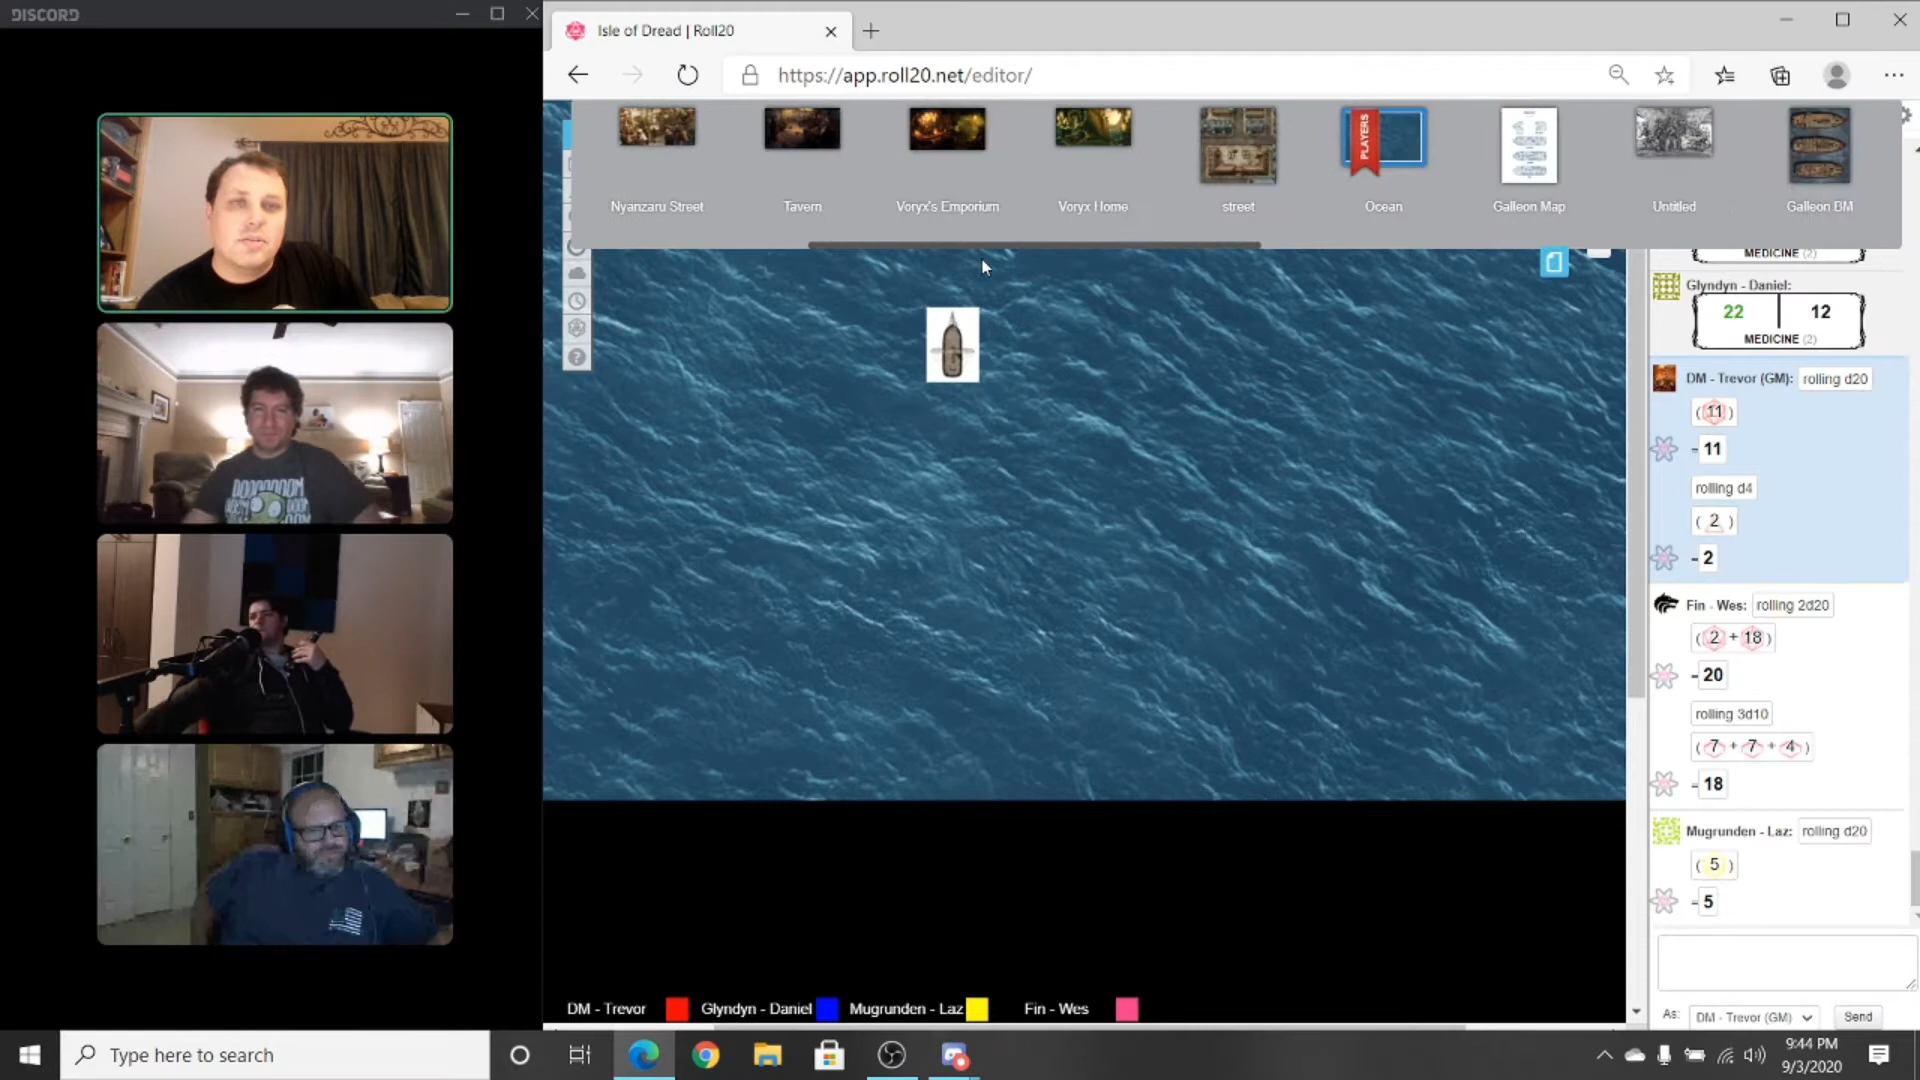 DISCORD
Isle of Dread | Roll20
https://app.roll20.net/editor/
Nyanzaru Street
Tavern
Voryx's Emporium
Voryx Home
street
PLAYERS
Ocean
Galleon Map
Untitled
Galleon BM
MEDICINE (2)
Glyndyn - Daniel:
22 12
MEDICINE (2)
DM - Trevor (GM): rolling d20
(11)
= 11
rolling d4
(2)
= 2
Fin - Wes: rolling 2d20
(2 + 18)
= 20
rolling 3d10
(7 + 7 + 4)
= 18
Mugrunden - Laz: rolling d20
(5)
= 5
As: DM - Trevor (GM) Send
DM - Trevor
Glyndyn - Daniel
Mugrunden - Laz
Fin - Wes
Type here to search
9:44 PM
9/3/2020